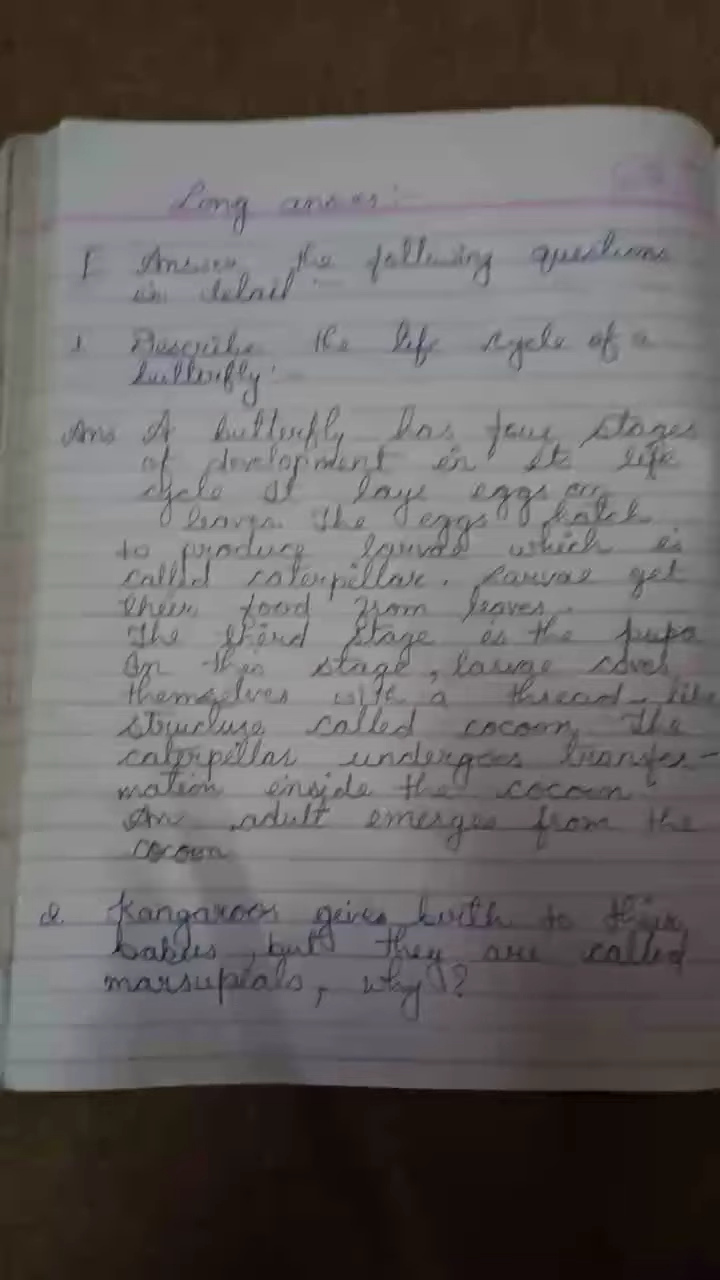 Long answer :-
I Answer the following questions
in detail :-
1 Describe the life cycle of a
butterfly :-
Ans A butterfly has four stages
of development in its life
cycle It lays eggs on
leaves. The eggs hatch
to produce larvae which is
called caterpillar. Larvae get
their food from leaves.
The third stage is the pupa
In this stage, larvae cover
themselves with a thread-like
structure called cocoon. The
caterpillar undergoes transfor-
mation inside the cocoon
An adult emerges from the
cocoon
2. Kangaroos gives birth to their
babies, but they are called
marsupials, why?